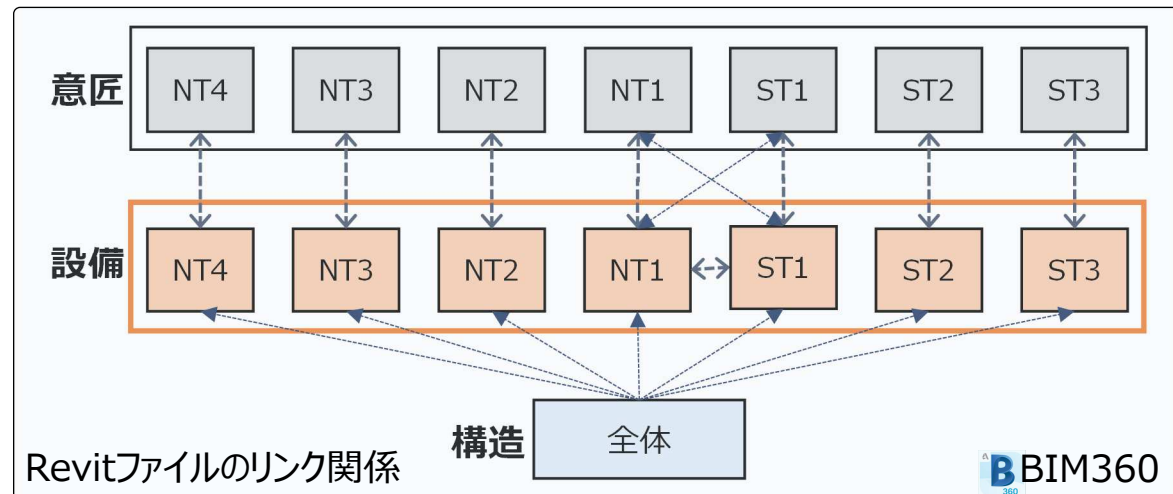 意匠
NT4
NT3
NT2
NT1
ST1
ST2
ST3
設備
NT4
NT3
NT2
NT1
ST1
ST2
ST3
構造
全体
Revitファイルのリンク関係
A
B
360
BIM360